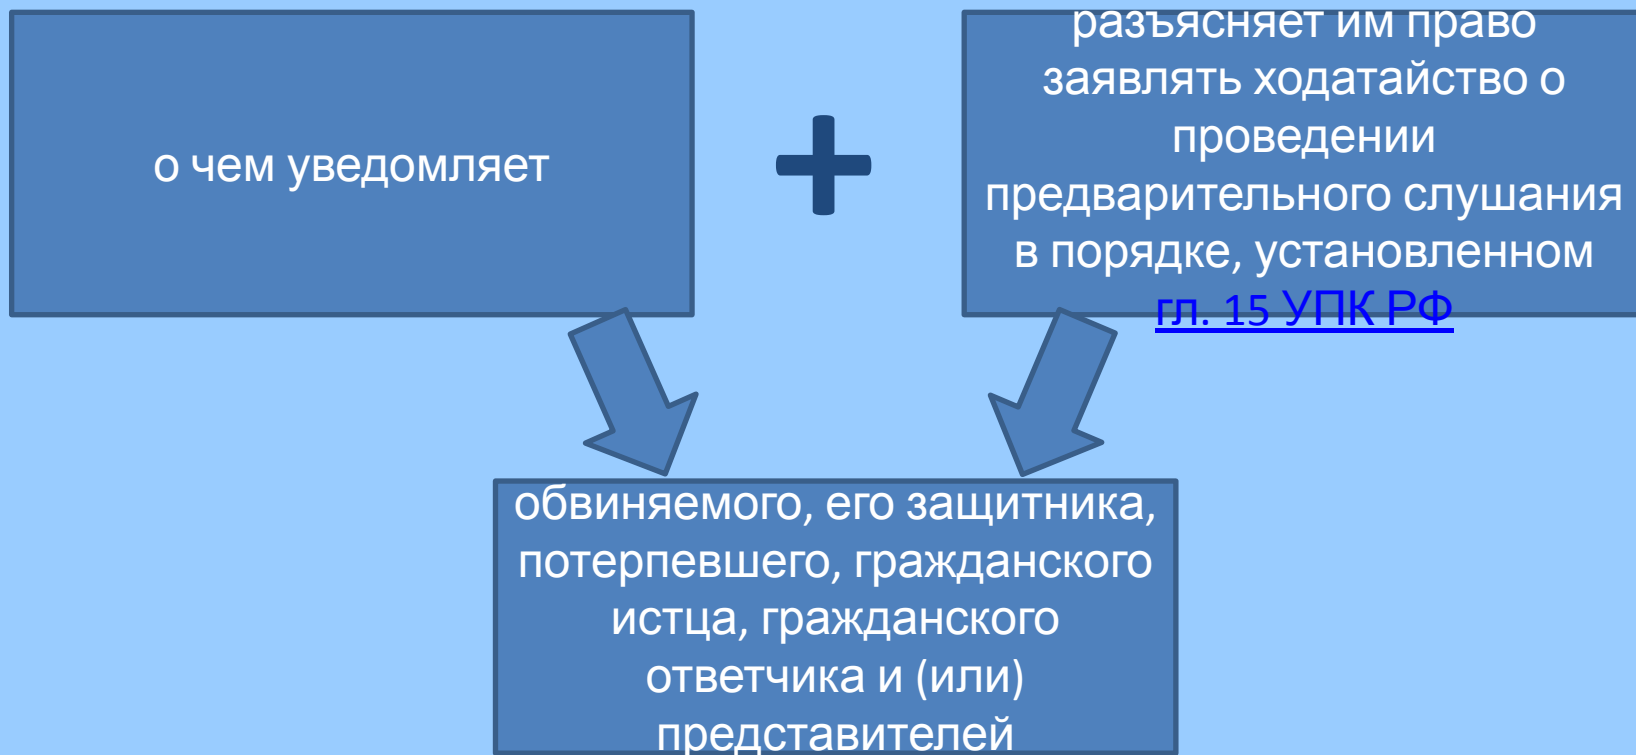 о чем уведомляет
+
разъясняет им право
заявлять ходатайство о
проведении
предварительного слушания
в порядке, установленном
гл. 15 УПК РФ
обвиняемого, его защитника,
потерпевшего, гражданского
истца, гражданского
ответчика и (или)
представителей